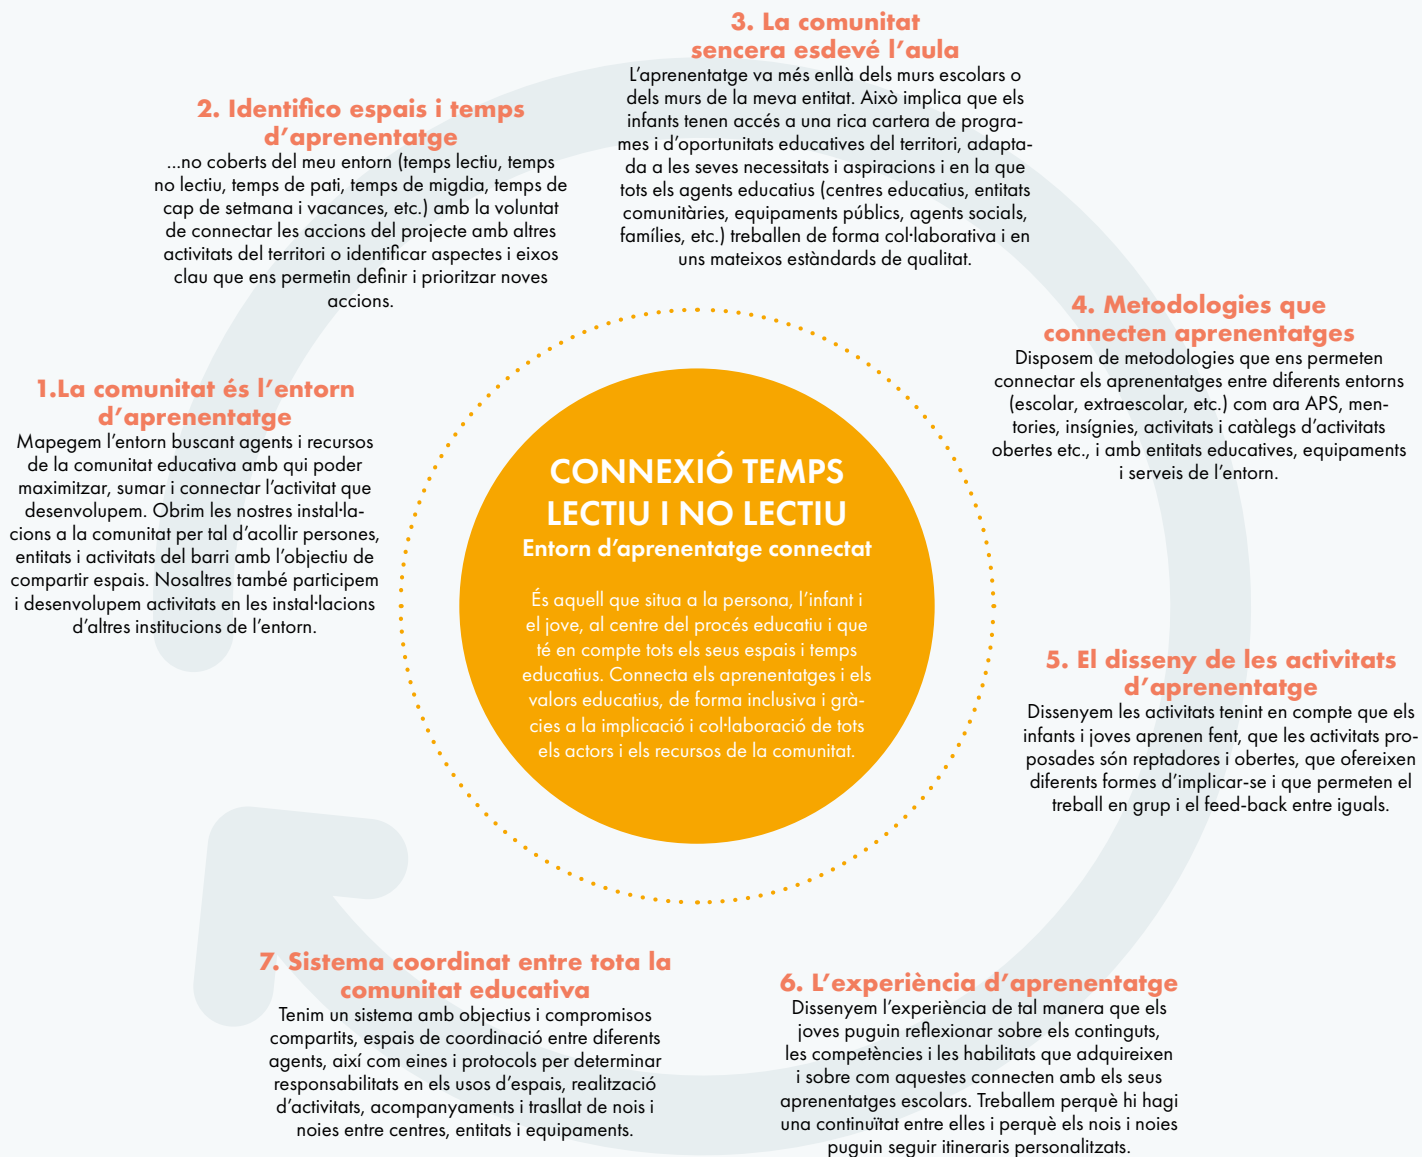 3. La comunitat
sencera esdevé l'aula
L'aprenentatge va més enllà dels murs escolars o
dels murs de la meva entitat. Això implica que els
infants tenen accés a una rica cartera de progra-
mes i d'oportunitats educatives del territori, adapta-
da a les seves necessitats i aspiracions i en la que
tots els agents educatius (centres educatius, entitats
comunitàries, equipaments públics, agents socials,
famílies, etc.) treballen de forma col·laborativa i en
uns mateixos estàndards de qualitat.
2. Identifico espais i temps
d'aprenentatge
...no coberts del meu entorn (temps lectiu, temps
no lectiu, temps de pati, temps de migdia, temps de
cap de setmana i vacances, etc.) amb la voluntat
de connectar les accions del projecte amb altres
activitats del territori o identificar aspectes i eixos
clau que ens permetin definir i prioritzar noves
accions.
4. Metodologies que
connecten aprenentatges
Disposem de metodologies que ens permeten
connectar els aprenentatges entre diferents entorns
(escolar, extraescolar, etc.) com ara APS, men-
tories, insígnies, activitats i catàlegs d'activitats
obertes etc., i amb entitats educatives, equipaments
i serveis de l'entorn.
1.La comunitat és l'entorn
d'aprenentatge
Mapegem l'entorn buscant agents i recursos
de la comunitat educativa amb qui poder
maximitzar, sumar i connectar l'activitat que
desenvolupem. Obrim les nostres instal·la-
cions a la comunitat per tal d'acollir persones,
entitats i activitats del barri amb l'objectiu de
compartir espais. Nosaltres també participem
i desenvolupem activitats en les instal·lacions
d'altres institucions de l'entorn.
CONNEXIÓ TEMPS
LECTIU I NO LECTIU
Entorn d'aprenentatge connectat
És aquell que situa a la persona, l'infant i
el jove, al centre del procés educatiu i que
té en compte tots els seus espais i temps
educatius. Connecta els aprenentatges i els
valors educatius, de forma inclusiva i grà-
cies a la implicació i col·laboració de tots
els actors i els recursos de la comunitat.
5. El disseny de les activitats
d'aprenentatge
Dissenyem les activitats tenint en compte que els
infants i joves aprenen fent, que les activitats pro-
posades són reptadores i obertes, que ofereixen
diferents formes d'implicar-se i que permeten el
treball en grup i el feed-back entre iguals.
7. Sistema coordinat entre tota la
comunitat educativa
Tenim un sistema amb objectius i compromisos
compartits, espais de coordinació entre diferents
agents, així com eines i protocols per determinar
responsabilitats en els usos d'espais, realització
d'activitats, acompanyaments i trasllat de nois i
noies entre centres, entitats i equipaments.
6. L'experiència d'aprenentatge
Dissenyem l'experiència de tal manera que els
joves puguin reflexionar sobre els continguts,
les competències i les habilitats que adquireixen
i sobre com aquestes connecten amb els seus
aprenentatges escolars. Treballem perquè hi hagi
una continuïtat entre elles i perquè els nois i noies
puguin seguir itineraris personalitzats.